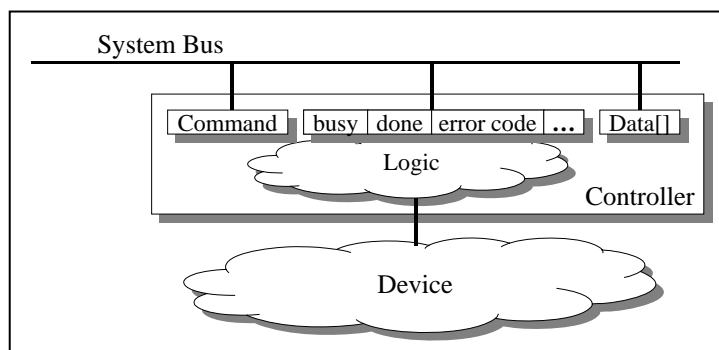 System Bus
Command busy done error code ... Data[]
Logic
Controller
Device